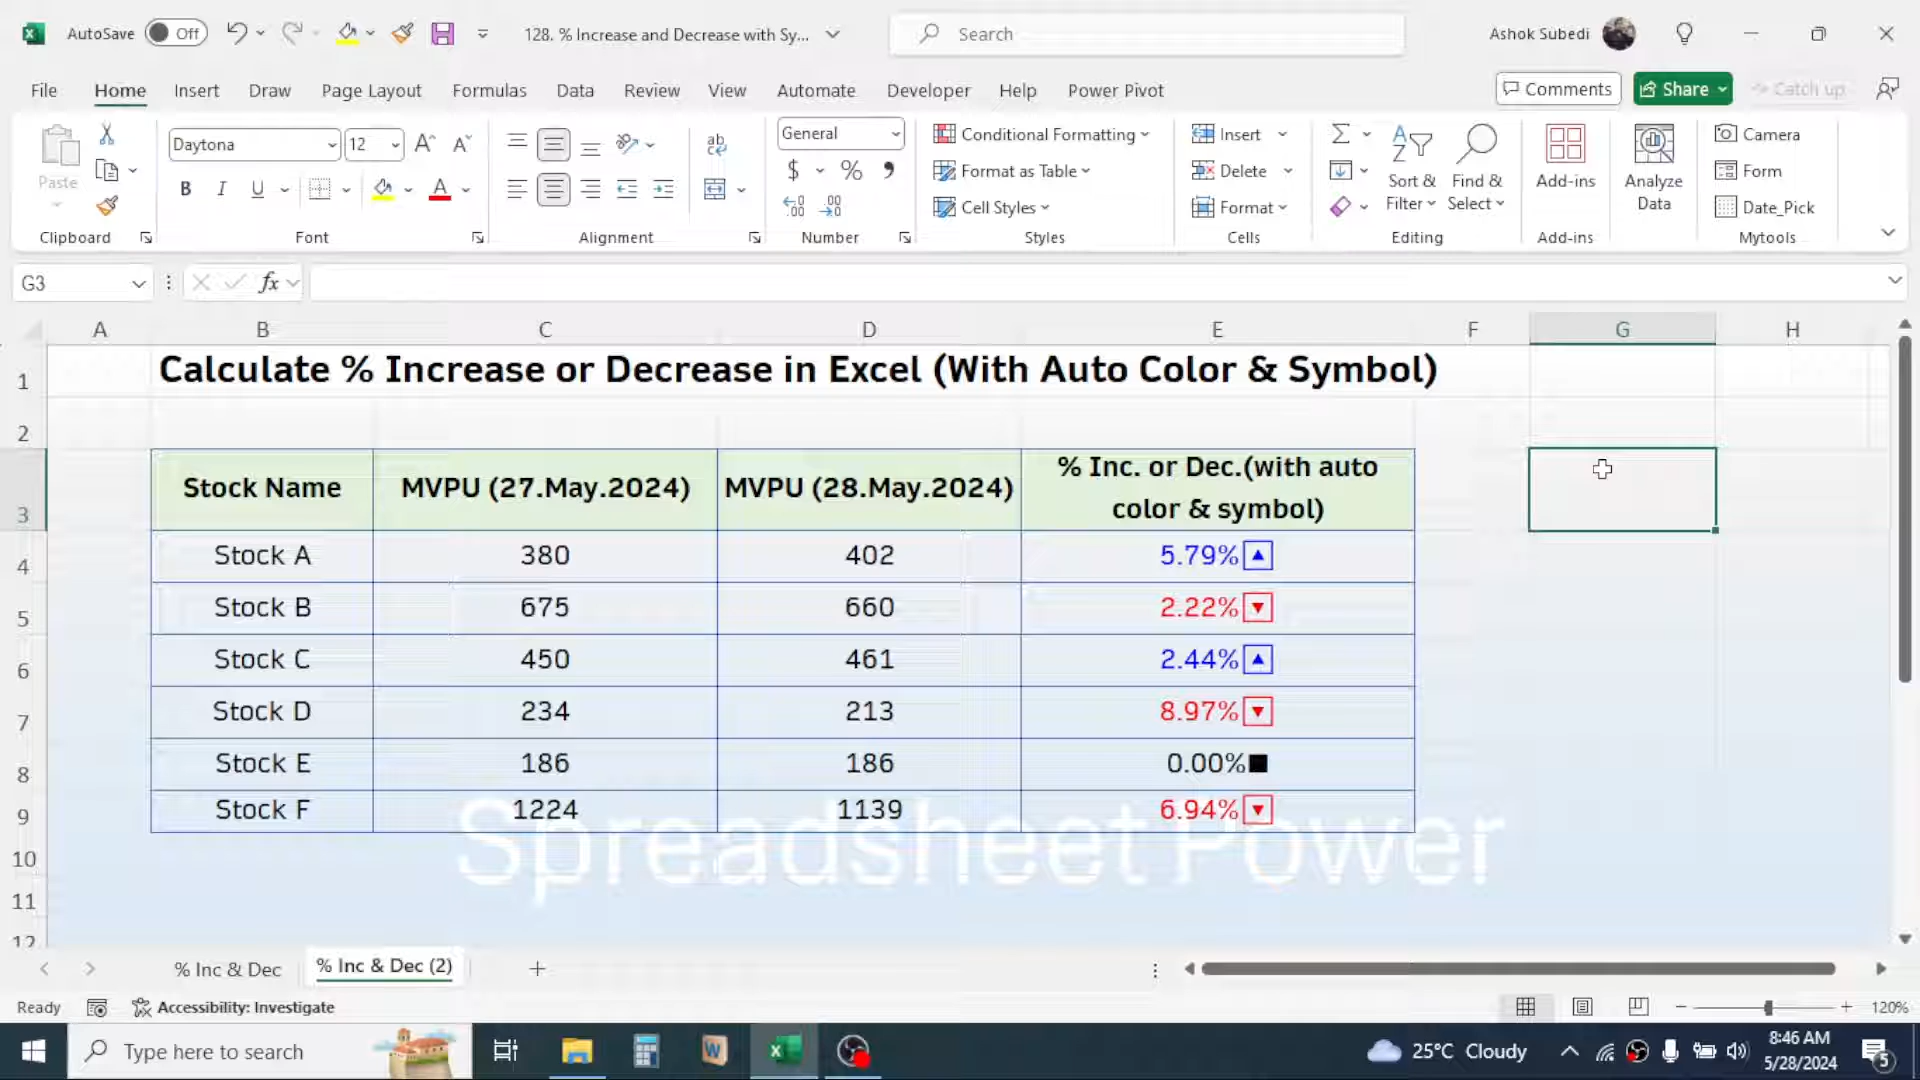 AutoSave Off 128. % Increase and Decrease with Sy... Search Ashok Subedi
File Home Insert Draw Page Layout Formulas Data Review View Automate Developer Help Power Pivot Comments Share Catch up
Paste Daytona 12 General Conditional Formatting Insert Camera
B I U $ % Format as Table Delete Sort & Filter Find & Select Add-ins Analyze Data Form
Cell Styles Format Date_Pick
Clipboard Font Alignment Number Styles Cells Editing Add-ins Mytools
G3 fx
A B C D E F G H
1 Calculate % Increase or Decrease in Excel (With Auto Color & Symbol)
2
3 Stock Name MVPU (27.May.2024) MVPU (28.May.2024) % Inc. or Dec.(with auto
color & symbol)
4 Stock A 380 402 5.79% ▲
5 Stock B 675 660 2.22% ▼
6 Stock C 450 461 2.44% ▲
7 Stock D 234 213 8.97% ▼
8 Stock E 186 186 0.00% ■
9 Stock F 1224 1139 6.94% ▼
Spreadsheet Power
10
11
12
% Inc & Dec % Inc & Dec (2)
Ready Accessibility: Investigate 120%
Type here to search 25°C Cloudy 8:46 AM
5/28/2024 5